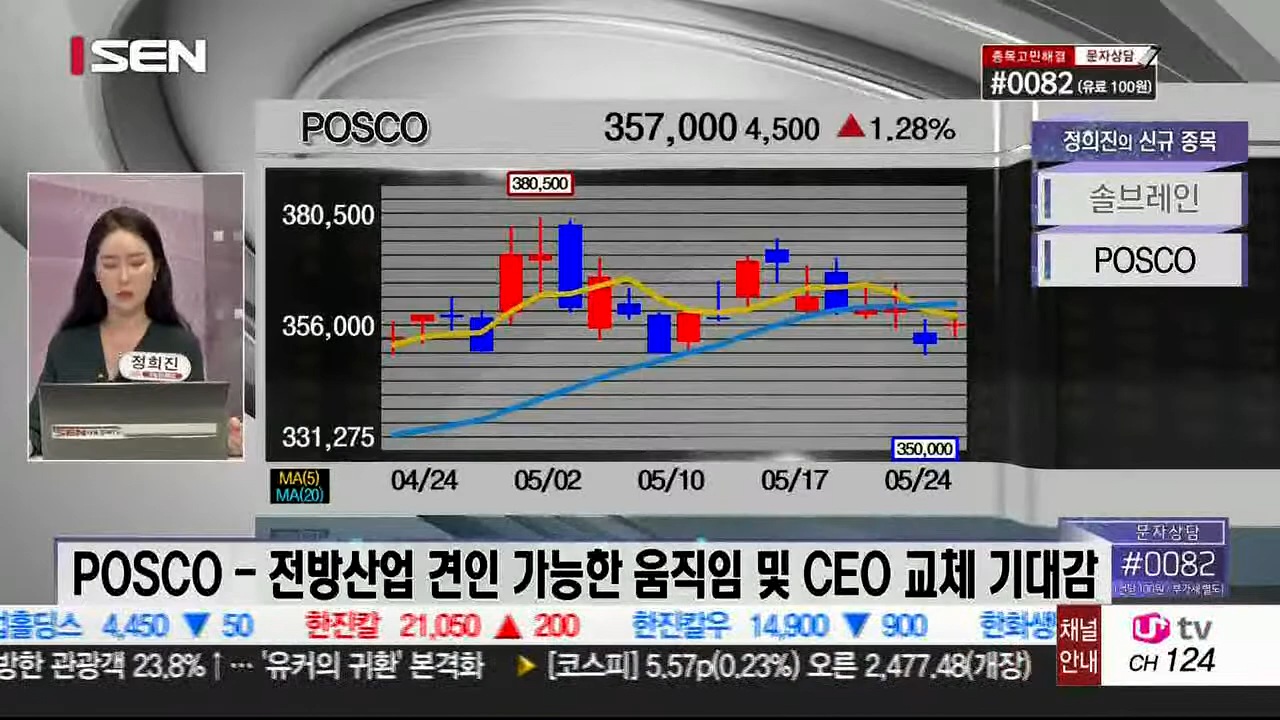 SEN
종목고민해결 문자상담
#0082 (유료 100원)
POSCO 357,000 4,500 ▲1.28%
정희진의 신규 종목
솔브레인
POSCO
380,500
380,500
356,000
331,275
350,000
MA(5)
MA(20)
04/24 05/02 05/10 05/17 05/24
정희진
SEN
문자상담
#0082
POSCO - 전방산업 견인 가능한 움직임 및 CEO 교체 기대감
홀딩스 4,450 ▼ 50 한진칼 21,050 ▲ 200 한진칼우 14,900 ▼ 900 한화생
방한 관광객 23.8%↑… '유커의 귀환' 본격화 ▶ [코스피] 5.57p(0.23%) 오른 2,477.48(개장)
채널
안내
U+ tv
CH 124